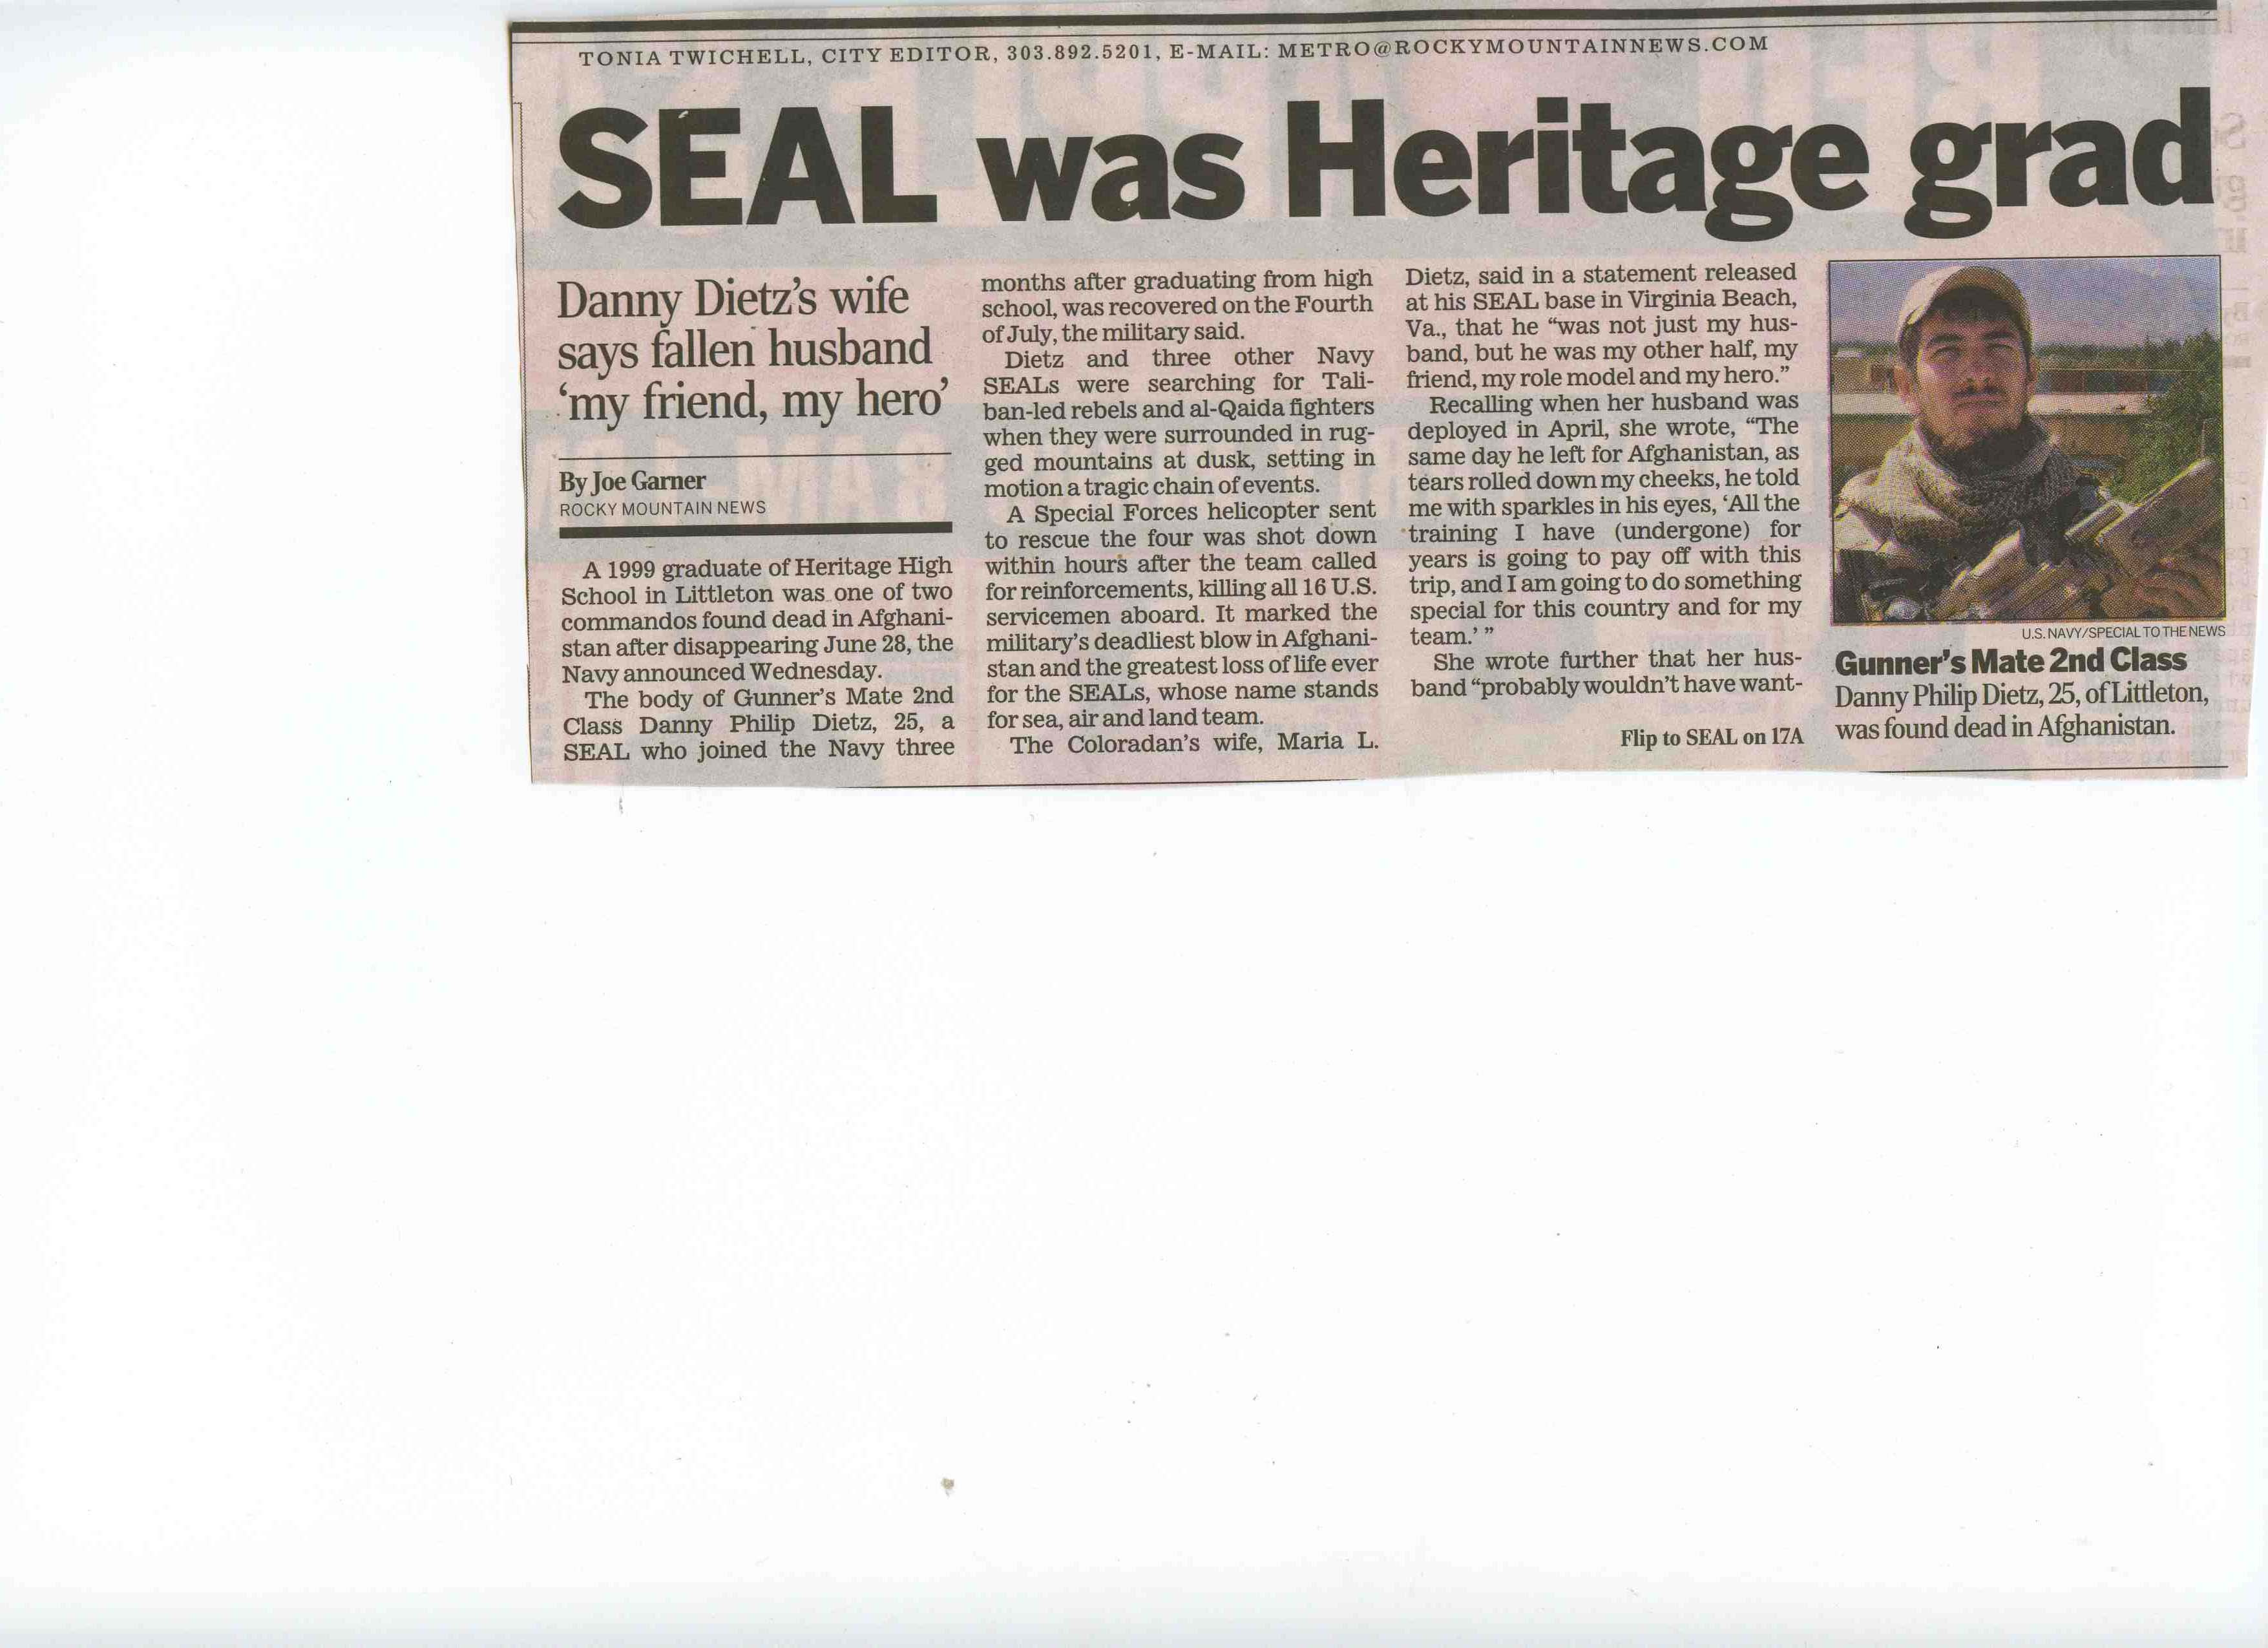 TONIA TWICHELL, CITY EDITOR, 303.892.5201, E-MAIL: METRO@ROCKYMOUNTAINNEWS.COM
SEAL was Heritage grad
Danny Dietz's wife
says fallen husband
‘my friend, my hero’
By Joe Garner
ROCKY MOUNTAIN NEWS
A 1999 graduate of Heritage High
School in Littleton was one of two
commandos found dead in Afghani-
stan after disappearing June 28, the
Navy announced Wednesday.
The body of Gunner's Mate 2nd
Class Danny Philip Dietz, 25, a
SEAL who joined the Navy three
months after graduating from high
school, was recovered on the Fourth
of July, the military said.
Dietz and three other Navy
SEALs were searching for Tali-
ban-led rebels and al-Qaida fighters
when they were surrounded in rug-
ged mountains at dusk, setting in
motion a tragic chain of events.
A Special Forces helicopter sent
to rescue the four was shot down
within hours after the team called
for reinforcements, killing all 16 U.S.
servicemen aboard. It marked the
military's deadliest blow in Afghani-
stan and the greatest loss of life ever
for the SEALs, whose name stands
for sea, air and land team.
The Coloradan's wife, Maria L.
Dietz, said in a statement released
at his SEAL base in Virginia Beach,
Va., that he “was not just my hus-
band, but he was my other half, my
friend, my role model and my hero.”
Recalling when her husband was
deployed in April, she wrote, “The
same day he left for Afghanistan, as
tears rolled down my cheeks, he told
me with sparkles in his eyes, ‘All the
training I have (undergone) for
years is going to pay off with this
trip, and I am going to do something
special for this country and for my
team.’ ”
She wrote further that her hus-
band “probably wouldn't have want-
Flip to SEAL on 17A
U.S. NAVY/SPECIAL TO THE NEWS
Gunner's Mate 2nd Class
Danny Philip Dietz, 25, of Littleton,
was found dead in Afghanistan.